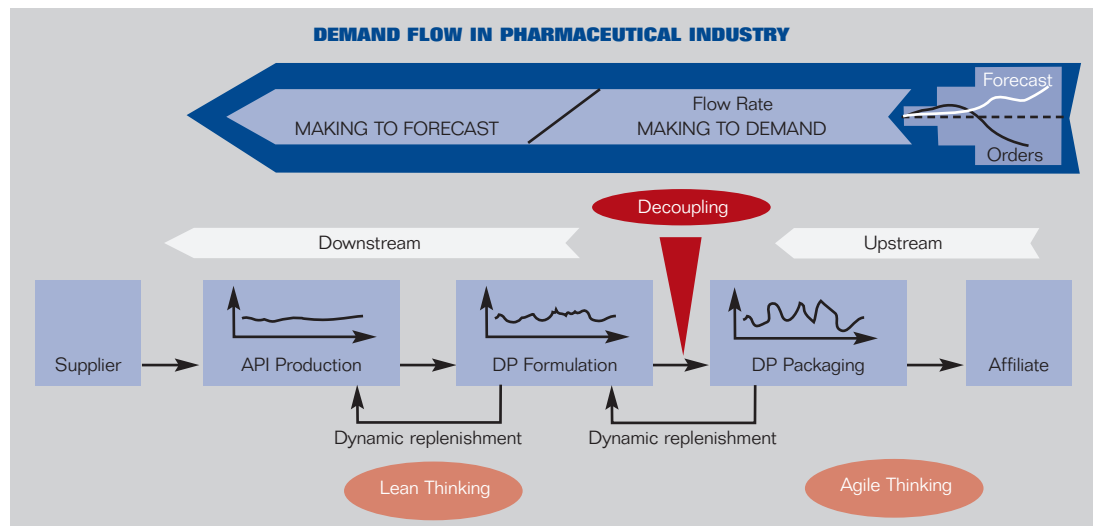 DEMAND FLOW IN PHARMACEUTICAL INDUSTRY
Forecast
Flow Rate
MAKING TO FORECAST
MAKING TO DEMAND
Orders
Decoupling
Downstream
Upstream
Supplier
API Production
DP Formulation
DP Packaging
Affiliate
Dynamic replenishment
Dynamic replenishment
Lean Thinking
Agile Thinking